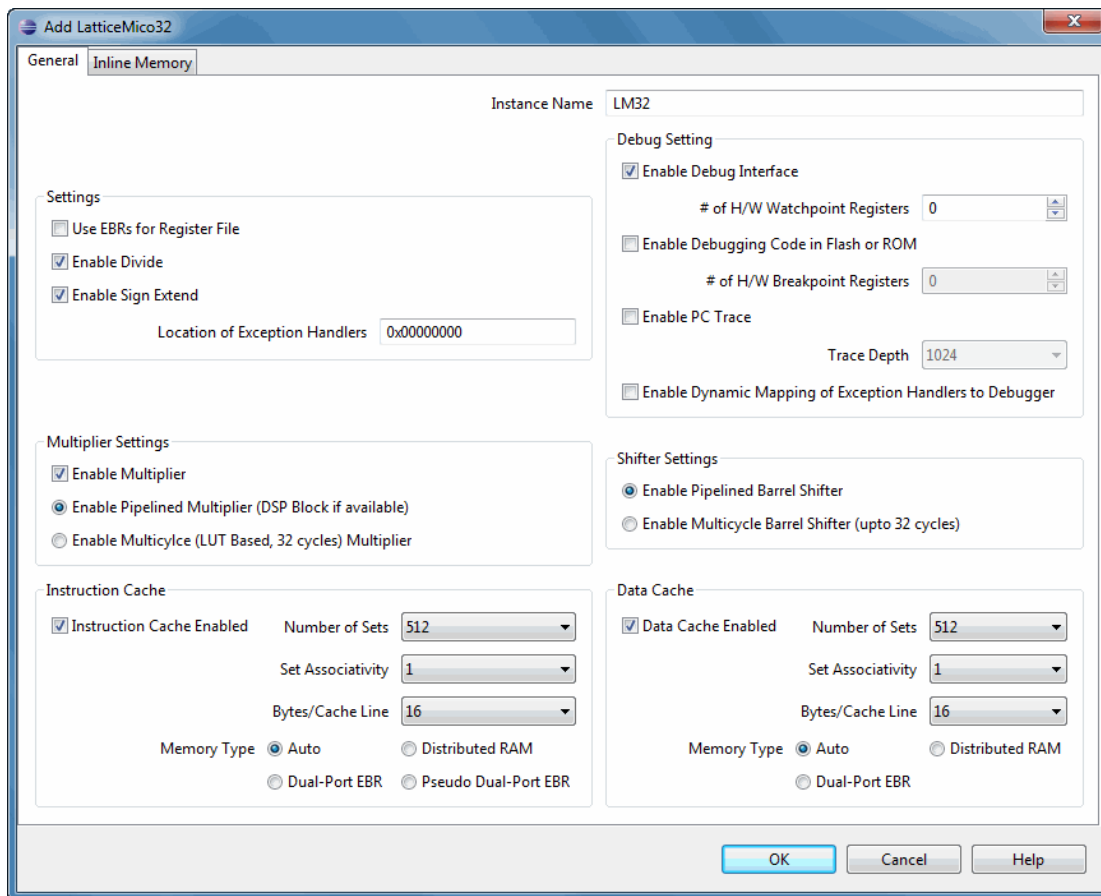 Add LatticeMico32
General Inline Memory
Instance Name LM32
Settings
Use EBRs for Register File
Enable Divide
Enable Sign Extend
Location of Exception Handlers 0x00000000
Debug Setting
Enable Debug Interface
# of H/W Watchpoint Registers 0
Enable Debugging Code in Flash or ROM
# of H/W Breakpoint Registers 0
Enable PC Trace
Trace Depth 1024
Enable Dynamic Mapping of Exception Handlers to Debugger
Multiplier Settings
Enable Multiplier
Enable Pipelined Multiplier (DSP Block if available)
Enable Multicylce (LUT Based, 32 cycles) Multiplier
Shifter Settings
Enable Pipelined Barrel Shifter
Enable Multicycle Barrel Shifter (upto 32 cycles)
Instruction Cache
Instruction Cache Enabled Number of Sets 512
Set Associativity 1
Bytes/Cache Line 16
Memory Type Auto Distributed RAM
Dual-Port EBR Pseudo Dual-Port EBR
Data Cache
Data Cache Enabled Number of Sets 512
Set Associativity 1
Bytes/Cache Line 16
Memory Type Auto Distributed RAM
Dual-Port EBR
OK Cancel Help